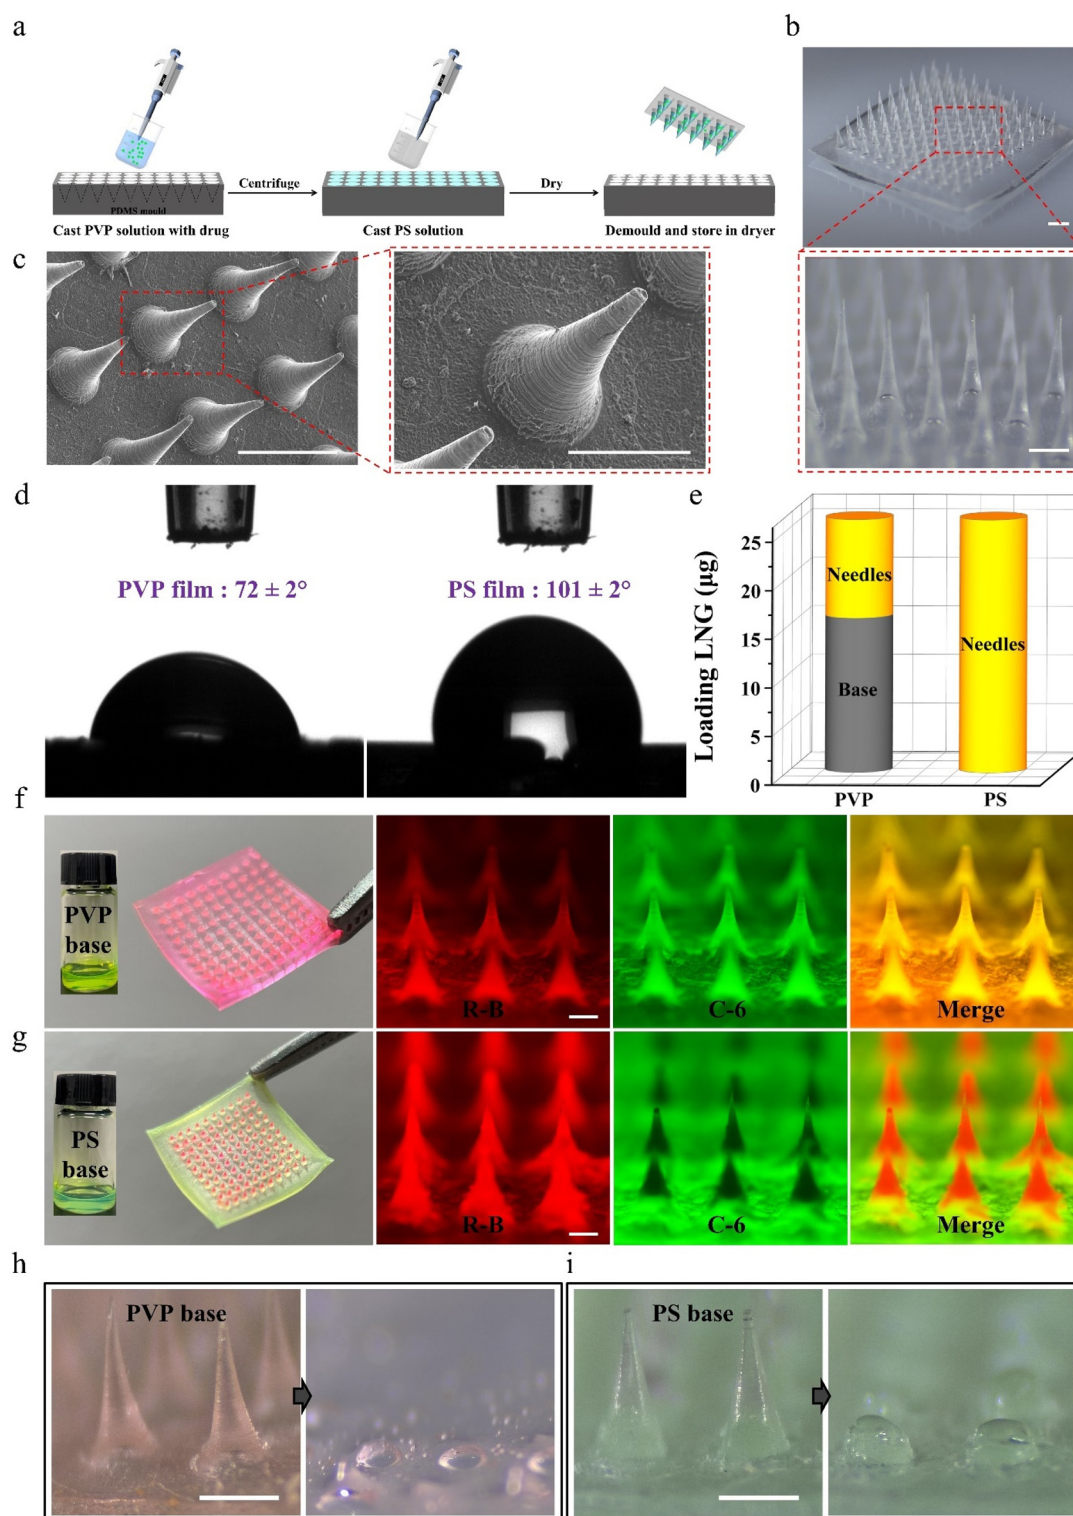 a
b
Centrifuge
Dry
PDMS mould
Cast PVP solution with drug
Cast PS solution
Demould and store in dryer
c
d
e
PVP film : 72 ± 2°
PS film : 101 ± 2°
Loading LNG (μg)
25
20
15
10
5
0
Needles
Base
Needles
PVP
PS
f
PVP
base
R-B
C-6
Merge
g
PS
base
R-B
C-6
Merge
h
i
PVP base
PS base